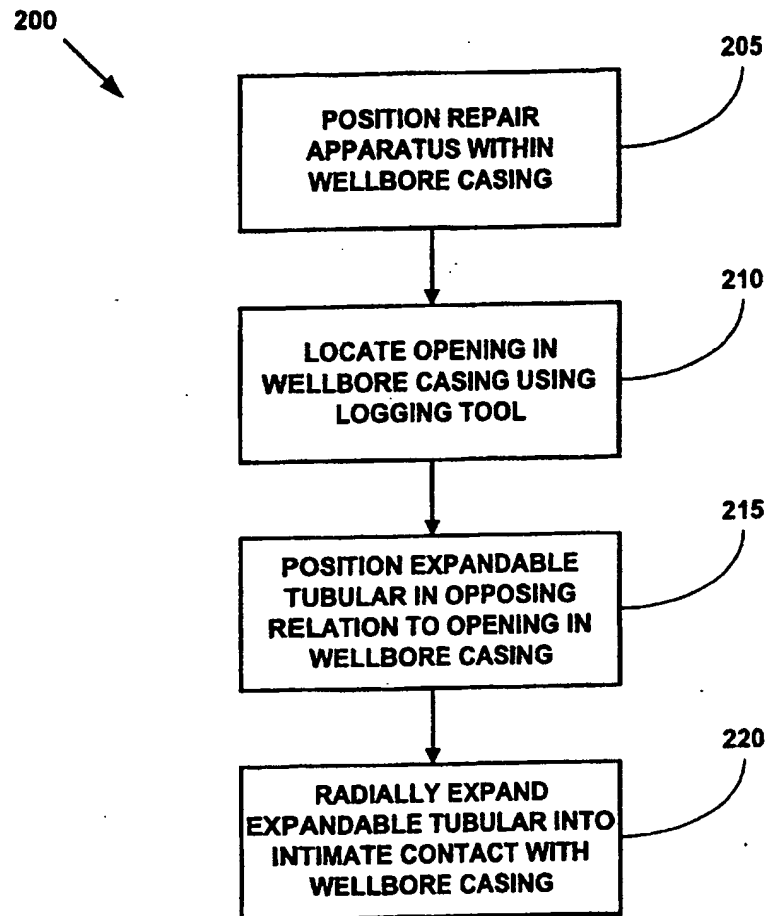 200
205
POSITION REPAIR
APPARATUS WITHIN
WELLBORE CASING
210
LOCATE OPENING IN
WELLBORE CASING USING
LOGGING TOOL
215
POSITION EXPANDABLE
TUBULAR IN OPPOSING
RELATION TO OPENING IN
WELLBORE CASING
220
RADIALLY EXPAND
EXPANDABLE TUBULAR INTO
INTIMATE CONTACT WITH
WELLBORE CASING